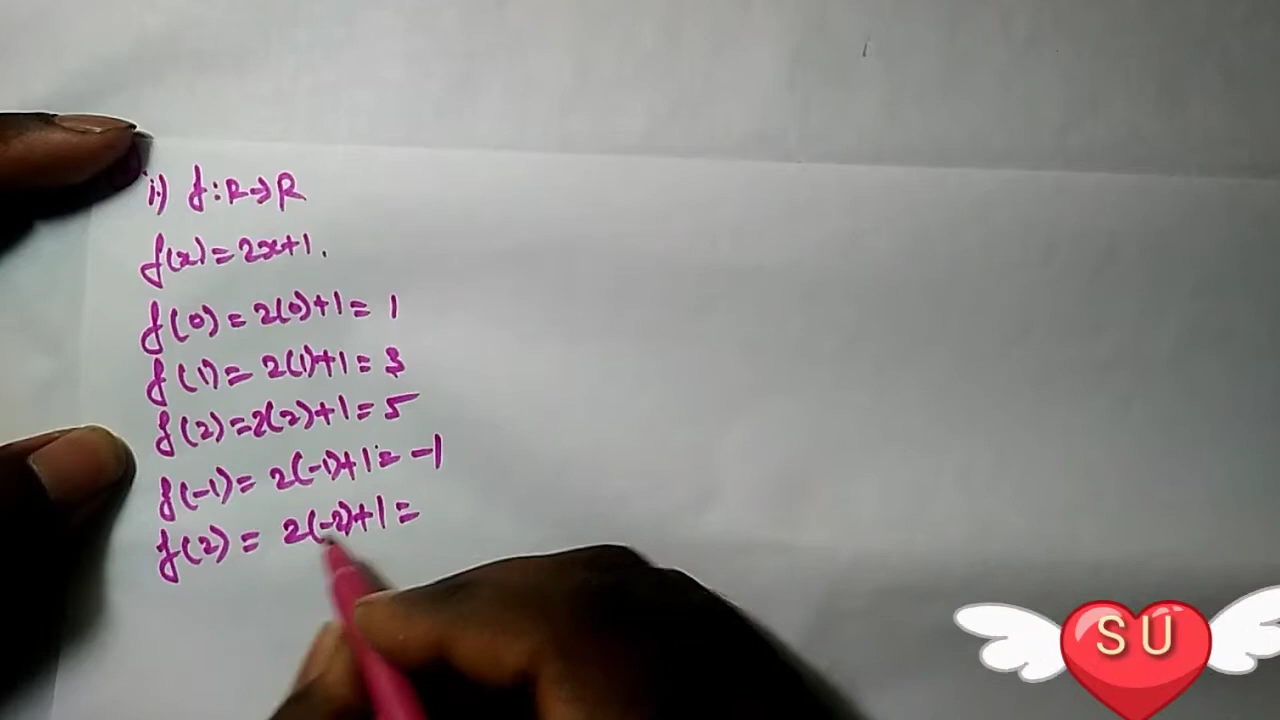 i) f:R→R
f(x)=2x+1.
f(0)=2(0)+1=1
f(1)=2(1)+1=3
f(2)=2(2)+1=5
f(-1)=2(-1)+1=-1
f(2)=2(-2)+1=
SU